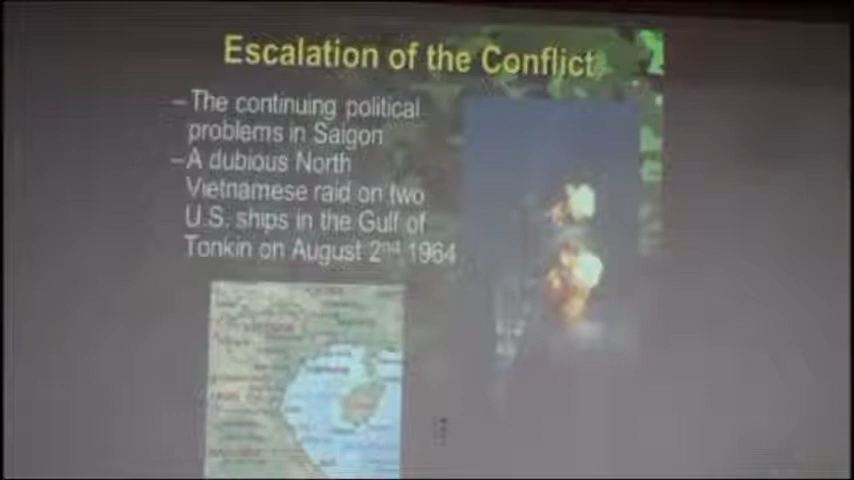 Escalation of the Conflict
–The continuing political
problems in Saigon
–A dubious North
Vietnamese raid on two
U.S. ships in the Gulf of
Tonkin on August 2nd 1964